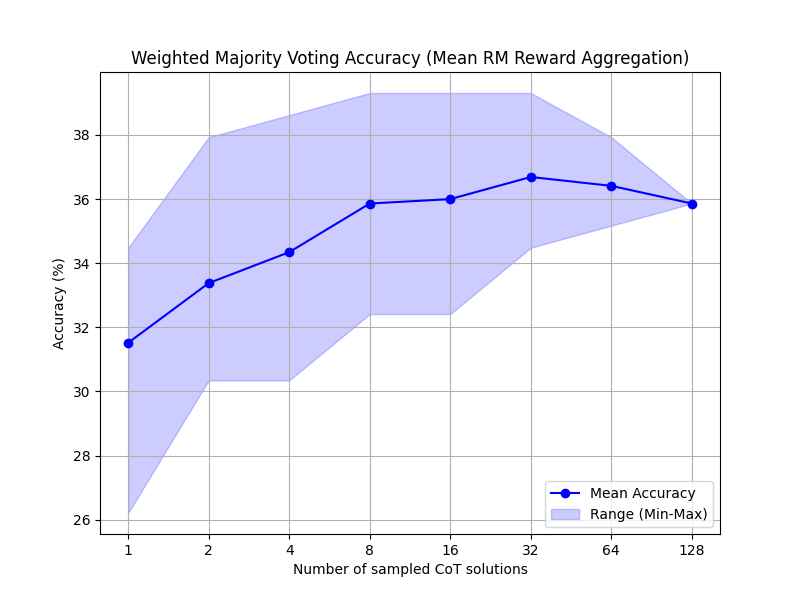 Weighted Majority Voting Accuracy (Mean RM Reward Aggregation)
38
36
34
32
30
28
26
Accuracy (%)
Mean Accuracy
Range (Min-Max)
1 2 4 8 16 32 64 128
Number of sampled CoT solutions